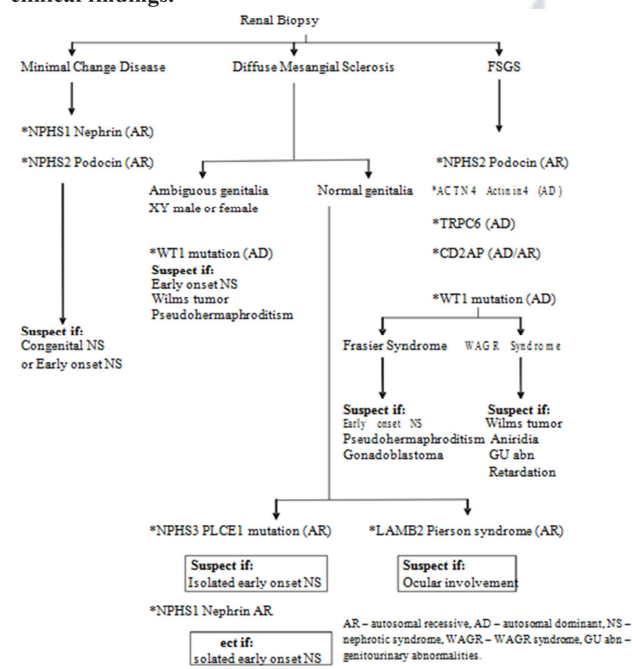 clinical findings.
Renal Biopsy
Minimal Change Disease
Diffuse Mesangial Sclerosis
FSGS
*NPHS1 Nephrin (AR)
*NPHS2 Podocin (AR)
Suspect if:
Congenital NS
or Early onset NS
Ambiguous genitalia
XY male or female
*WT1 mutation (AD)
Suspect if:
Early onset NS
Wilms tumor
Pseudohermaphroditism
Normal genitalia
*NPHS2 Podocin (AR)
*ACTN4 Actinin4 (AD)
*TRPC6 (AD)
*CD2AP (AD/AR)
*WT1 mutation (AD)
Frasier Syndrome
WAGR Syndrome
Suspect if:
Early onset NS
Pseudohermaphroditism
Gonadoblastoma
Suspect if:
Wilms tumor
Aniridia
GU abn
Retardation
*NPHS3 PLCE1 mutation (AR)
Suspect if:
Isolated early onset NS
*NPHS1 Nephrin AR
ect if:
solated early onset NS
*LAMB2 Pierson syndrome (AR)
Suspect if:
Ocular involvement
AR – autosomal recessive, AD – autosomal dominant, NS –
nephrotic syndrome, WAGR – WAGR syndrome, GU abn –
genitourinary abnormalities.